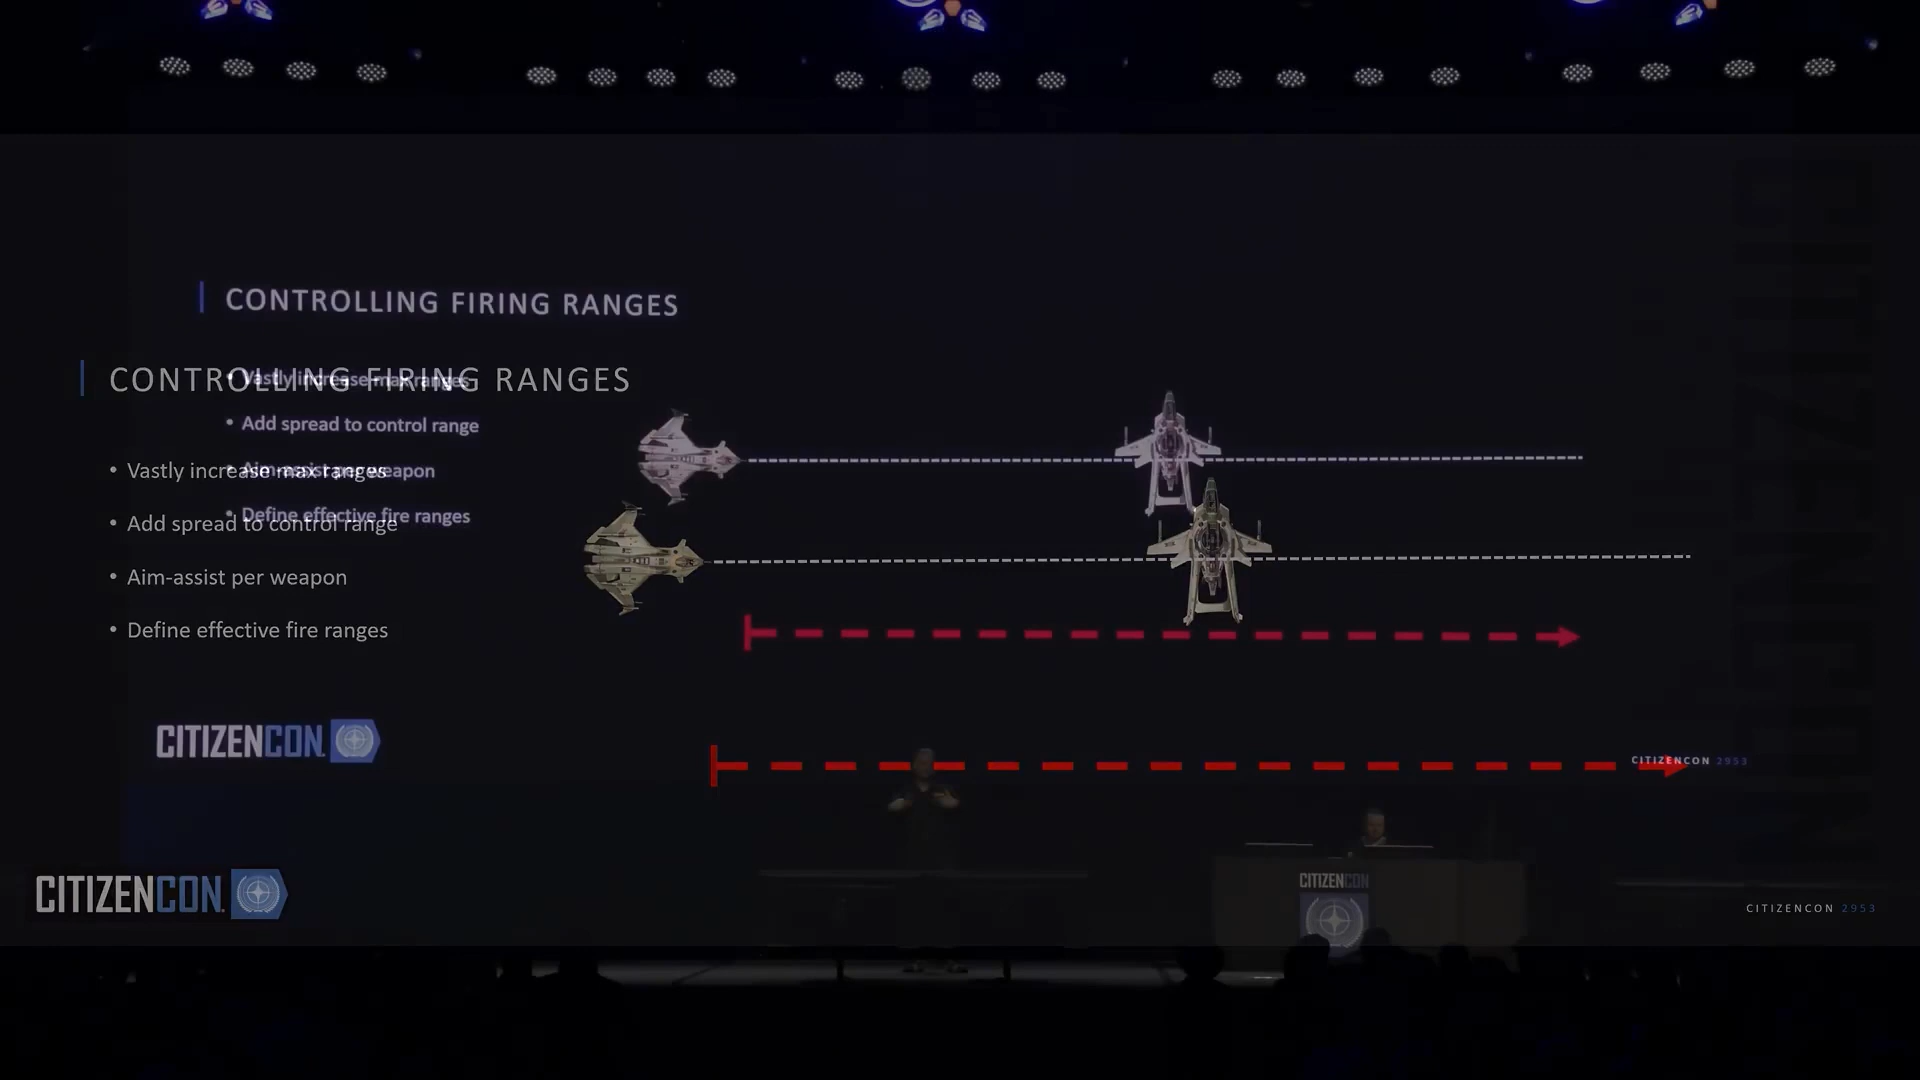 CONTROLLING FIRING RANGES
• Vastly increase max ranges
• Add spread to control range
• Aim-assist per weapon
• Define effective fire ranges
CITIZENCON.
CITIZENCON 2953
CONTROLLING FIRING RANGES
• Vastly increase max ranges
• Add spread to control range
• Aim-assist per weapon
• Define effective fire ranges
CITIZENCON.
CITIZENCON 2953
CITIZENCON
CITIZENCON